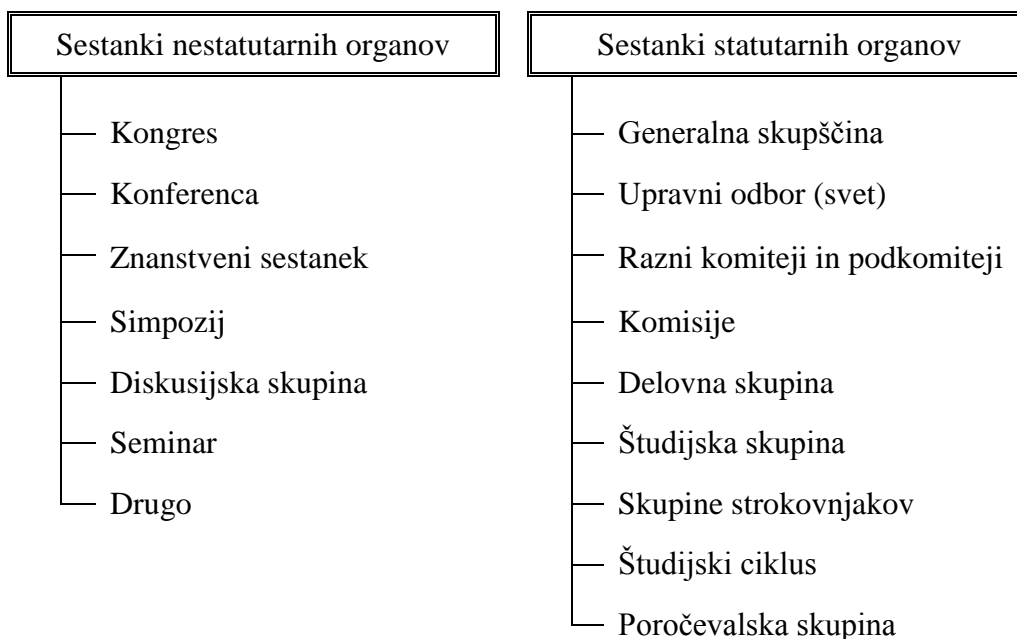 Sestanki nestatutarnih organov
Kongres
Konferenca
Znanstveni sestanek
Simpozij
Diskusijska skupina
Seminar
Drugo
Sestanki statutarnih organov
Generalna skupščina
Upravni odbor (svet)
Razni komiteji in podkomiteji
Komisije
Delovna skupina
Študijska skupina
Skupine strokovnjakov
Študijski ciklus
Poročevalska skupina